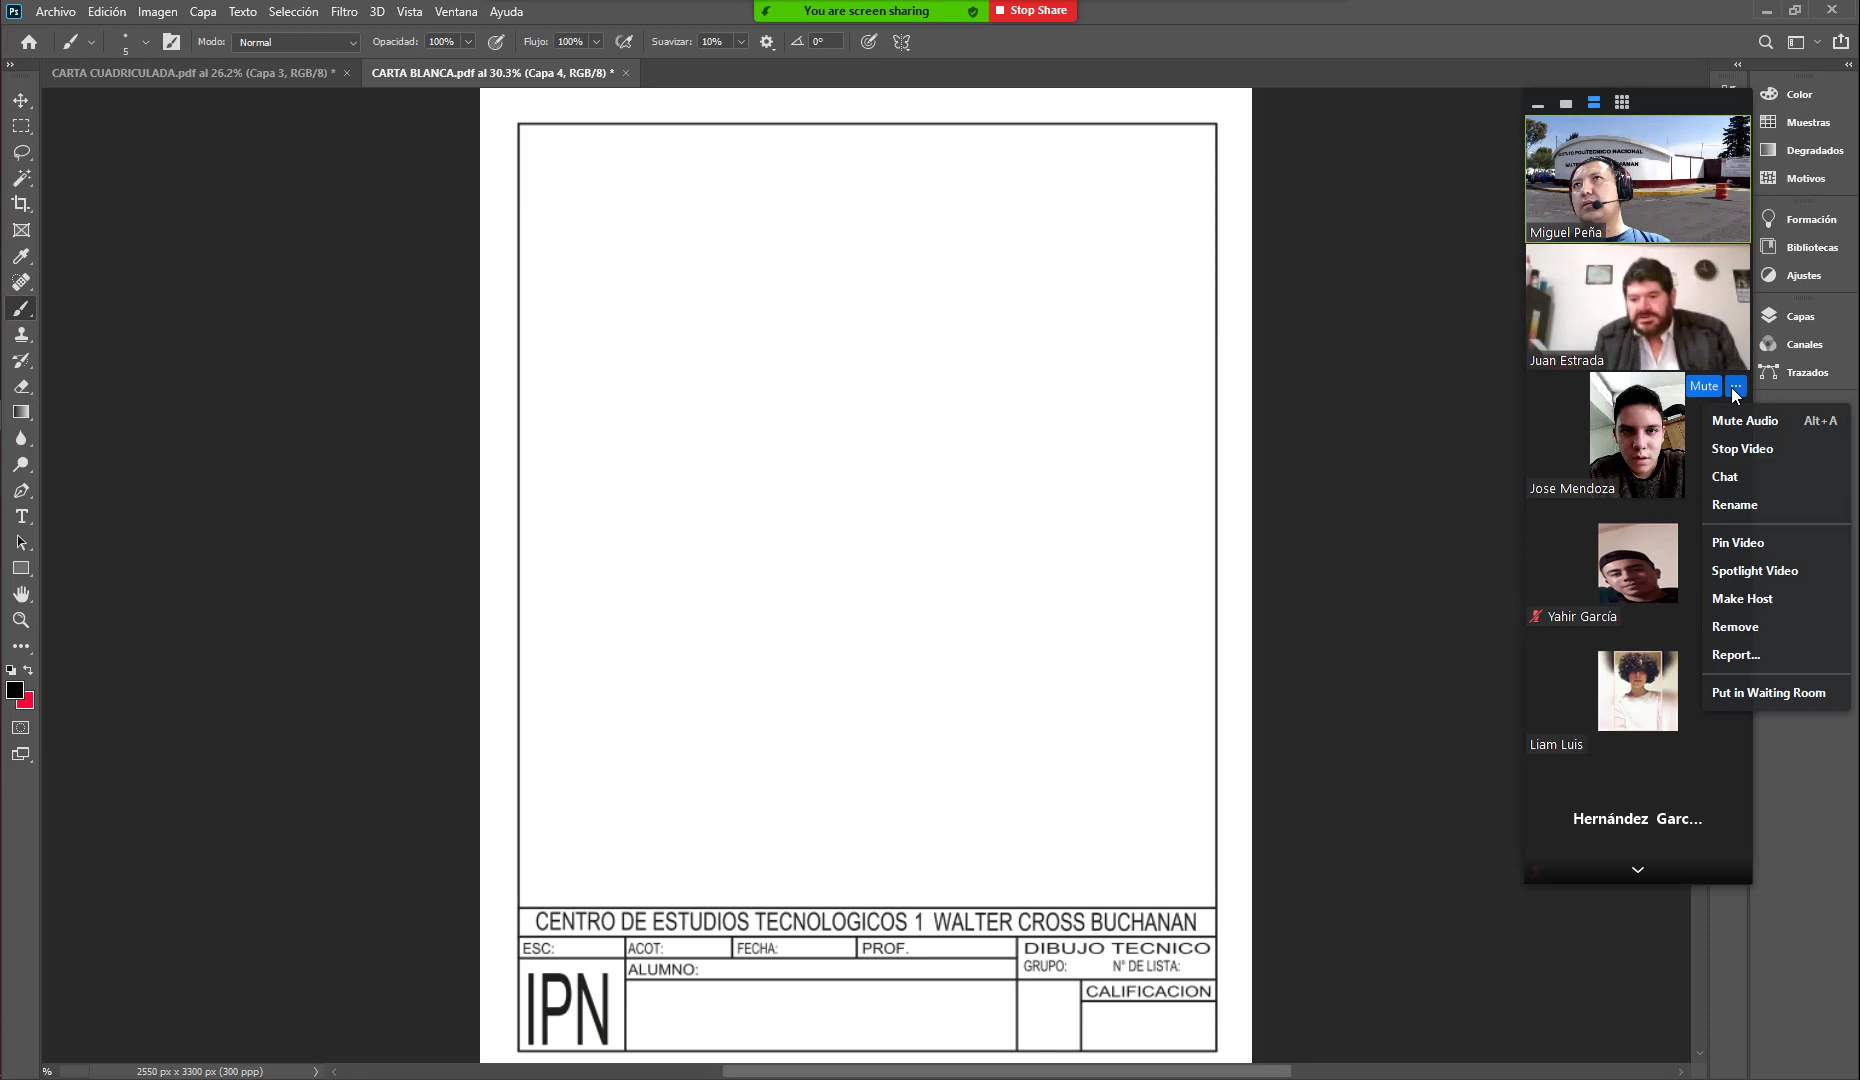 Ps Archivo Edición Imagen Capa Texto Selección Filtro 3D Vista Ventana Ayuda
You are screen sharing Stop Share
5 Modo: Normal Opacidad: 100% Flujo: 100% Suavizar: 10% 0°
CARTA CUADRICULADA.pdf al 26.2% (Capa 3, RGB/8) * × CARTA BLANCA.pdf al 30.3% (Capa 4, RGB/8) * ×
Color
Muestras
Degradados
Motivos
Formación
Bibliotecas
Ajustes
Capas
Canales
Trazados
POLITECNICO NACIONAL
Miguel Peña
Juan Estrada
Mute ...
Jose Mendoza
Yahir García
Liam Luis
Hernández Garc...
Mute Audio Alt+A
Stop Video
Chat
Rename
Pin Video
Spotlight Video
Make Host
Remove
Report...
Put in Waiting Room
CENTRO DE ESTUDIOS TECNOLOGICOS 1 WALTER CROSS BUCHANAN
ESC: ACOT: FECHA: PROF. DIBUJO TECNICO
ALUMNO: GRUPO: N° DE LISTA:
IPN CALIFICACION
% 2550 px x 3300 px (300 ppp)